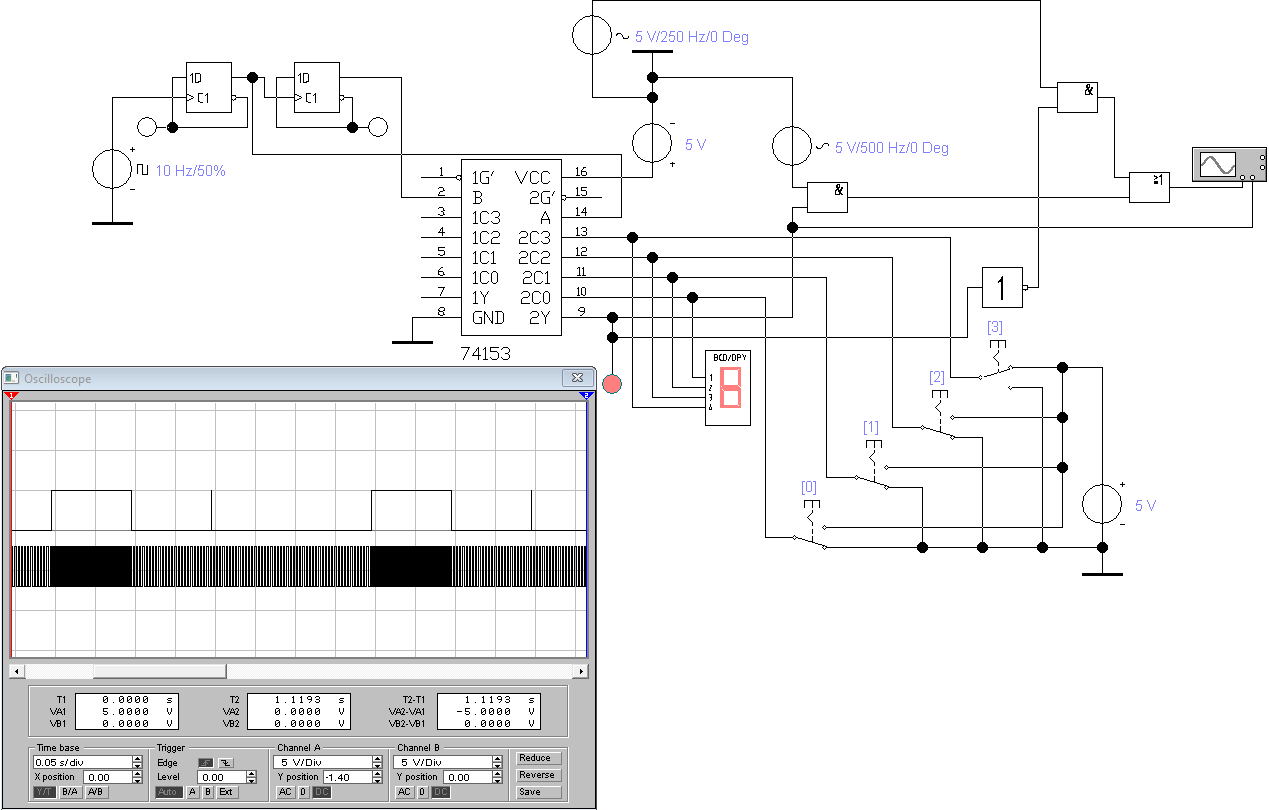 5 V/250 Hz/0 Deg
1D
C1
1D
C1
10 Hz/50%
5 V
5 V/500 Hz/0 Deg
&
&
≥1
1
1 1G' VCC 16
2 B 2G' 15
3 1C3 A 14
4 1C2 2C3 13
5 1C1 2C2 12
6 1C0 2C1 11
7 1Y 2C0 10
8 GND 2Y 9
74153
BCD/DPY
1
2
3
4
[3]
[2]
[1]
[0]
5 V
Oscilloscope
1 2
T1 0.0000 s T2 1.1193 s T2-T1 1.1193 s
VA1 5.0000 V VA2 0.0000 V VA2-VA1 -5.0000 V
VB1 0.0000 V VB2 0.0000 V VB2-VB1 0.0000 V
Time base Trigger Channel A Channel B
0.05 s/div Edge 5 V/Div 5 V/Div Reduce
X position 0.00 Level 0.00 Y position -1.40 Y position 0.00 Reverse
Y/T B/A A/B Auto A B Ext AC 0 DC AC 0 DC Save